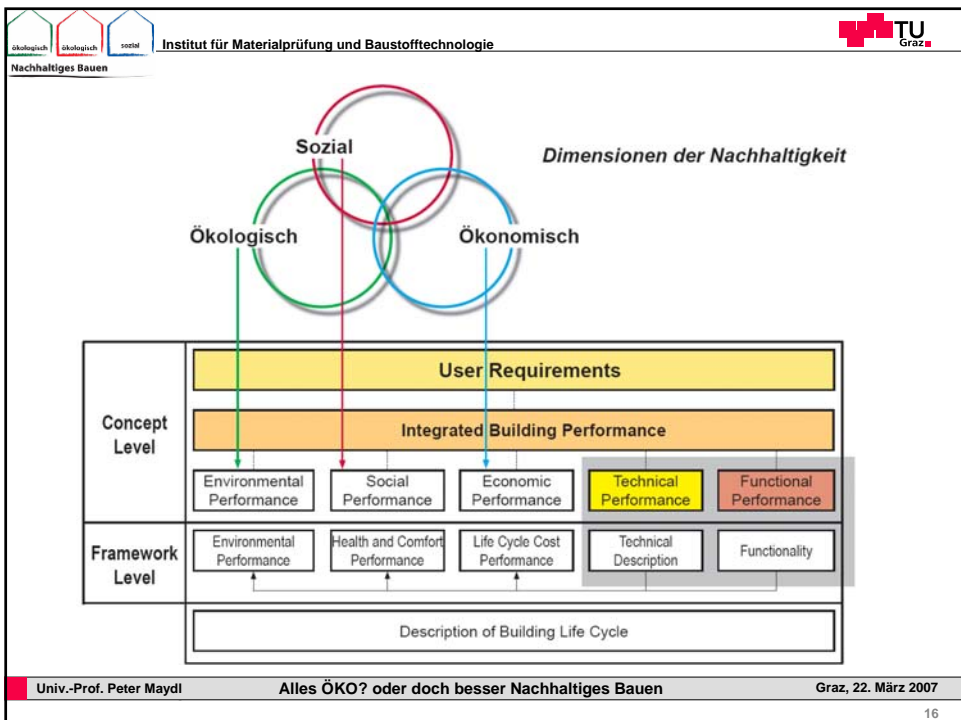 ökologisch ökologisch sozial
Nachhaltiges Bauen
Institut für Materialprüfung und Baustofftechnologie
TU
Graz
Sozial
Dimensionen der Nachhaltigkeit
Ökologisch
Ökonomisch
User Requirements
Concept
Level
Integrated Building Performance
Environmental
Performance
Social
Performance
Economic
Performance
Technical
Performance
Functional
Performance
Framework
Level
Environmental
Performance
Health and Comfort
Performance
Life Cycle Cost
Performance
Technical
Description
Functionality
Description of Building Life Cycle
Univ.-Prof. Peter Maydl
Alles ÖKO? oder doch besser Nachhaltiges Bauen
Graz, 22. März 2007
16